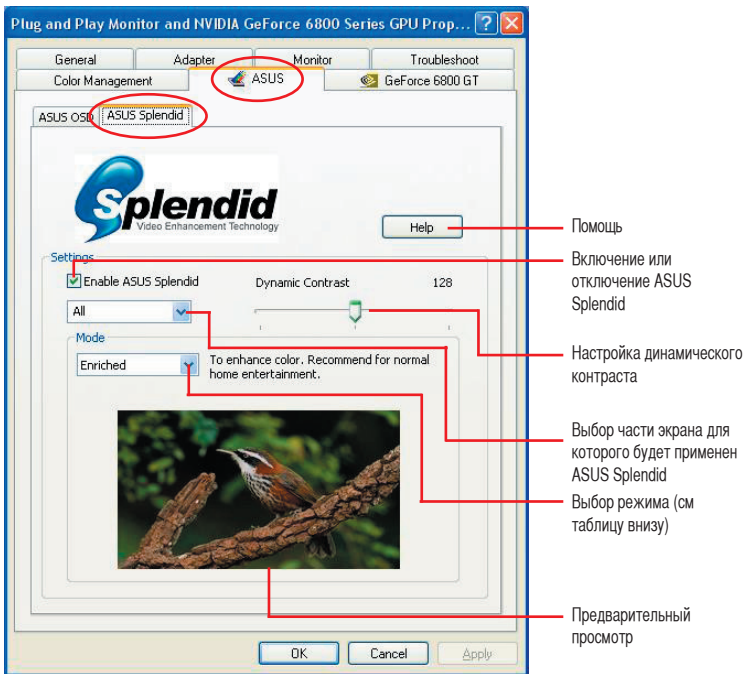 Plug and Play Monitor and NVIDIA GeForce 6800 Series GPU Prop...
General
Adapter
Monitor
Troubleshoot
Color Management
ASUS
GeForce 6800 GT
ASUS OSD
ASUS Splendid
Splendid
Video Enhancement Technology
Help
Settings
Enable ASUS Splendid
Dynamic Contrast
128
All
Mode
Enriched
To enhance color. Recommend for normal
home entertainment.
OK
Cancel
Apply
Помощь
Включение или
отключение ASUS
Splendid
Настройка динамического
контраста
Выбор части экрана для
которого будет применен
ASUS Splendid
Выбор режима (см
таблицу внизу)
Предварительный
просмотр